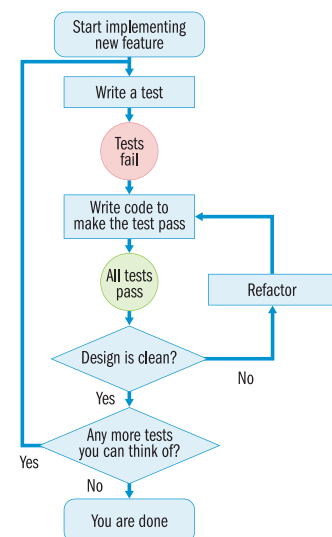 Start implementing
new feature
Write a test
Tests
fail
Write code to
make the test pass
All tests
pass
Refactor
Design is clean?
No
Yes
Any more tests
you can think of?
Yes
No
You are done